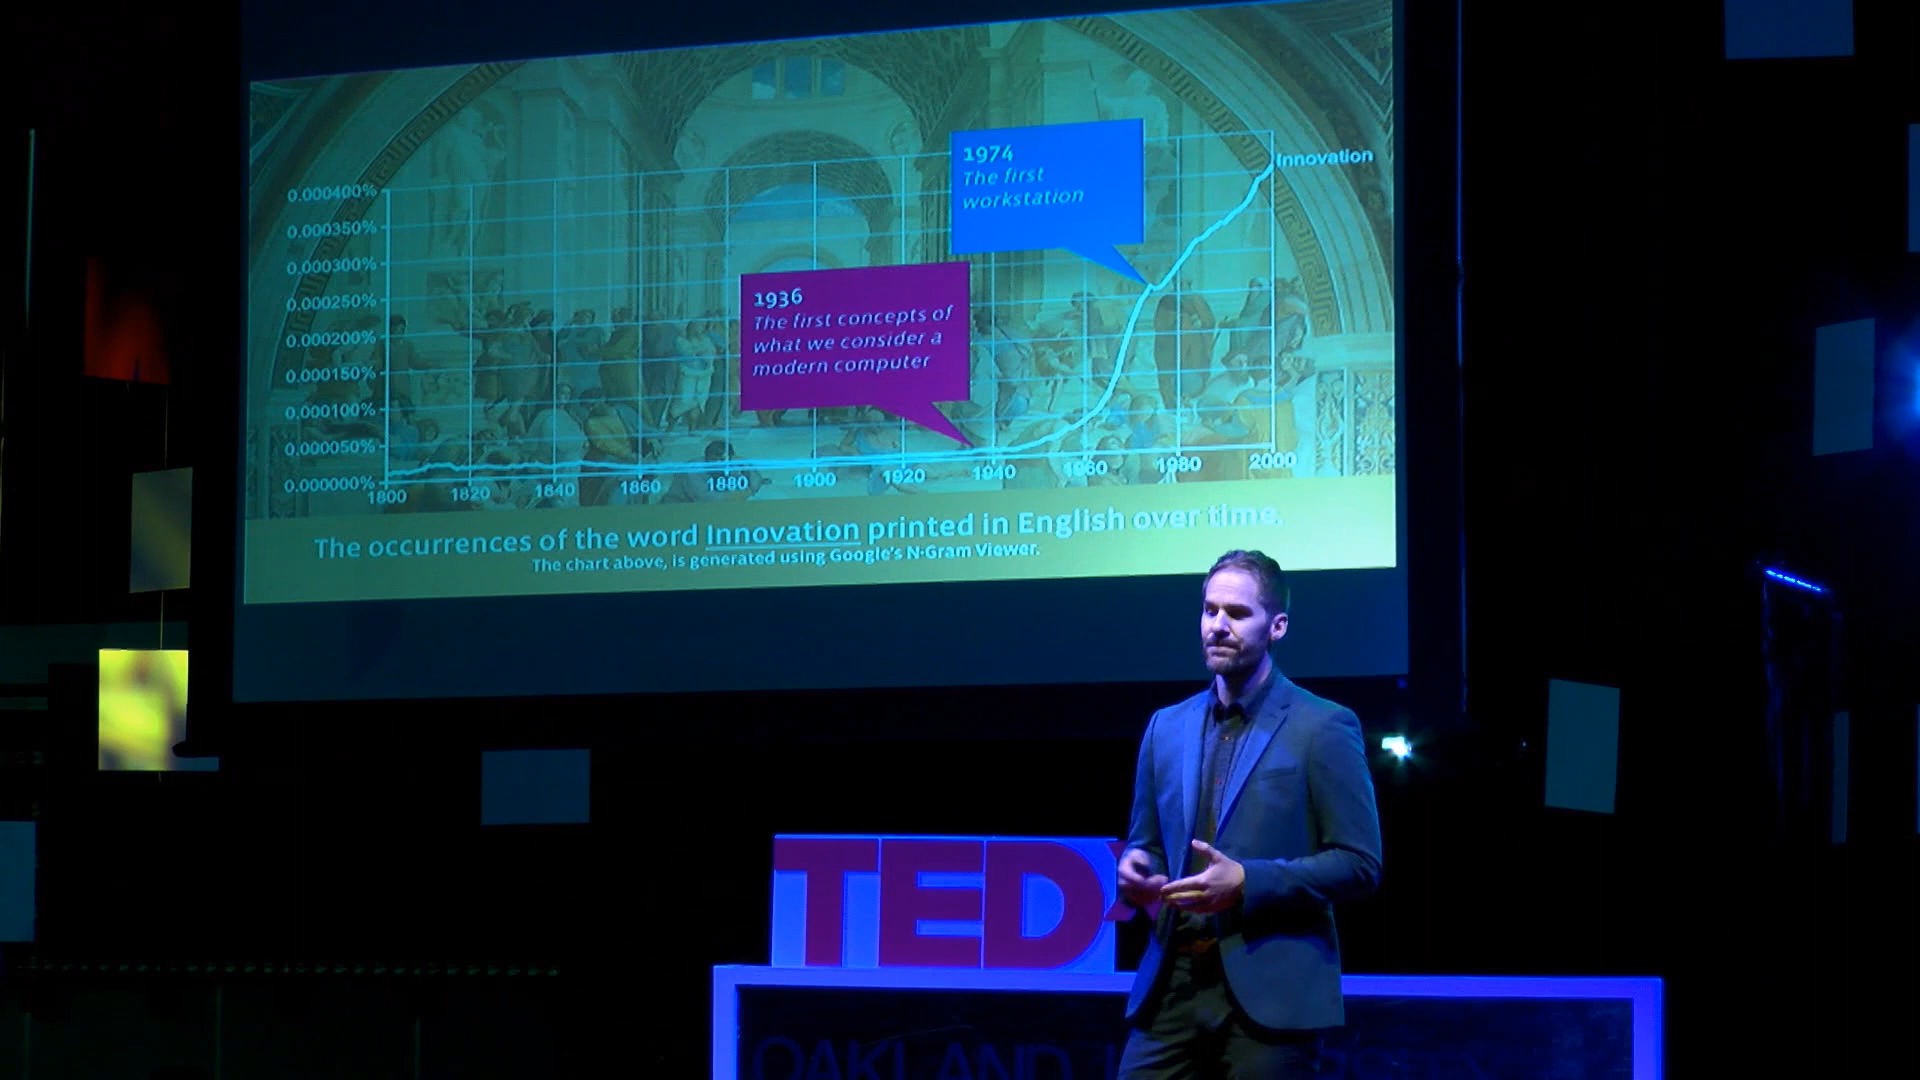 1974
The first
workstation
Innovation
1936
The first concepts of
what we consider a
modern computer
0.000400%
0.000350%
0.000300%
0.000250%
0.000200%
0.000150%
0.000100%
0.000050%
0.000000%
1800 1820 1840 1860 1880 1900 1920 1940 1960 1980 2000
The occurrences of the word Innovation printed in English over time.
The chart above, is generated using Google's N-Gram Viewer.
TEDx
OAKLAND